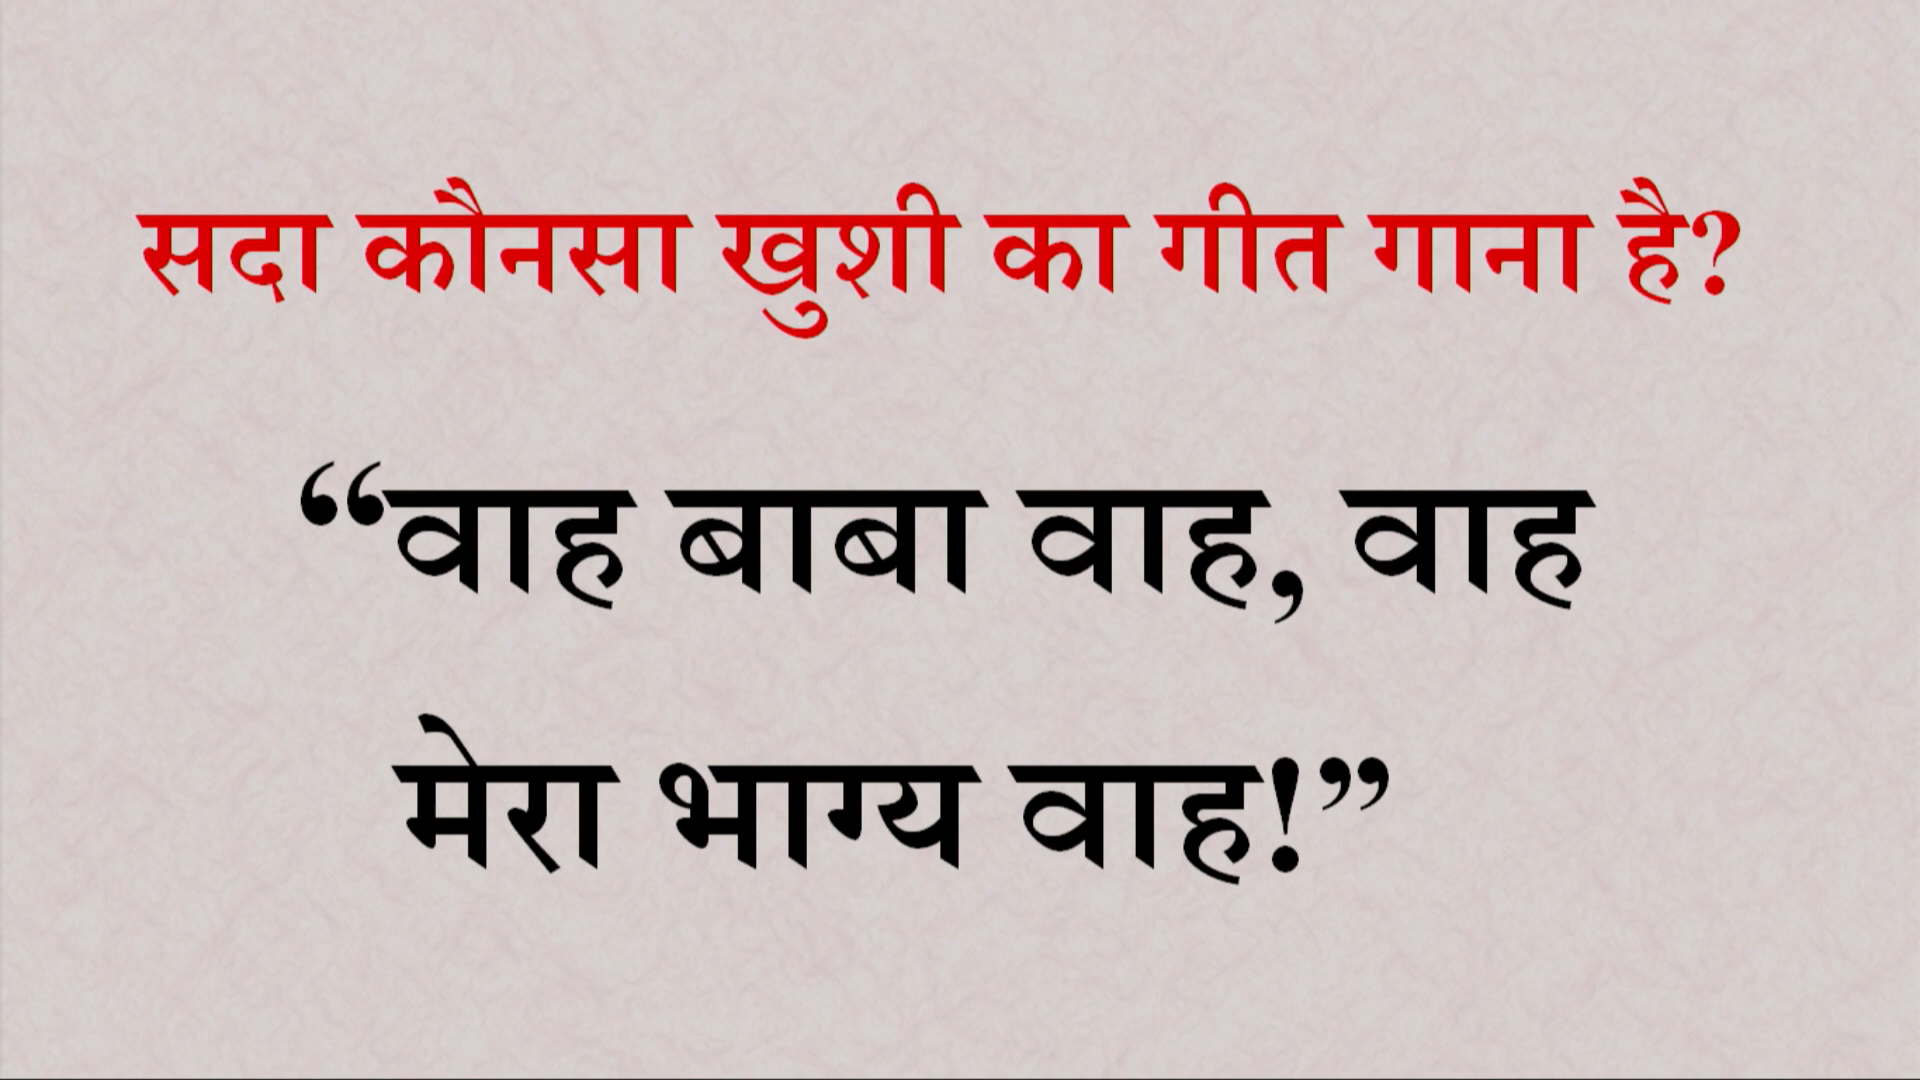 सदा कौनसा खुशी का गीत गाना है?
“वाह बाबा वाह, वाह
मेरा भाग्य वाह!”